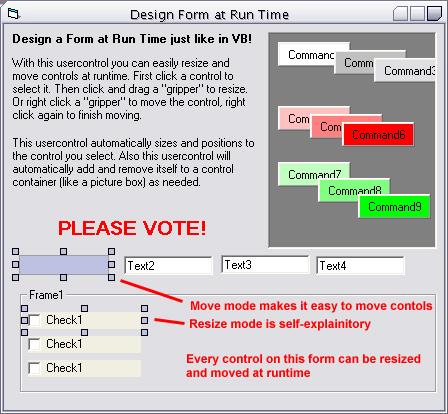 Design Form at Run Time
Design a Form at Run Time just like in VB!
With this usercontrol you can easily resize and
move controls at runtime. First click a control to
select it. Then click and drag a "gripper" to resize.
Or right click a "gripper" to move the control, right
click again to finish moving.
This usercontrol automatically sizes and positions to
the control you select. Also this usercontrol will
automatically add and remove itself to a control
container (like a picture box) as needed.
Comman
Command3
Command6
Command7
Command8
Command9
PLEASE VOTE!
Text2
Text3
Text4
Frame1
Check1
Check1
Check1
Move mode makes it easy to move contols
Resize mode is self-explainitory
Every control on this form can be resized
and moved at runtime